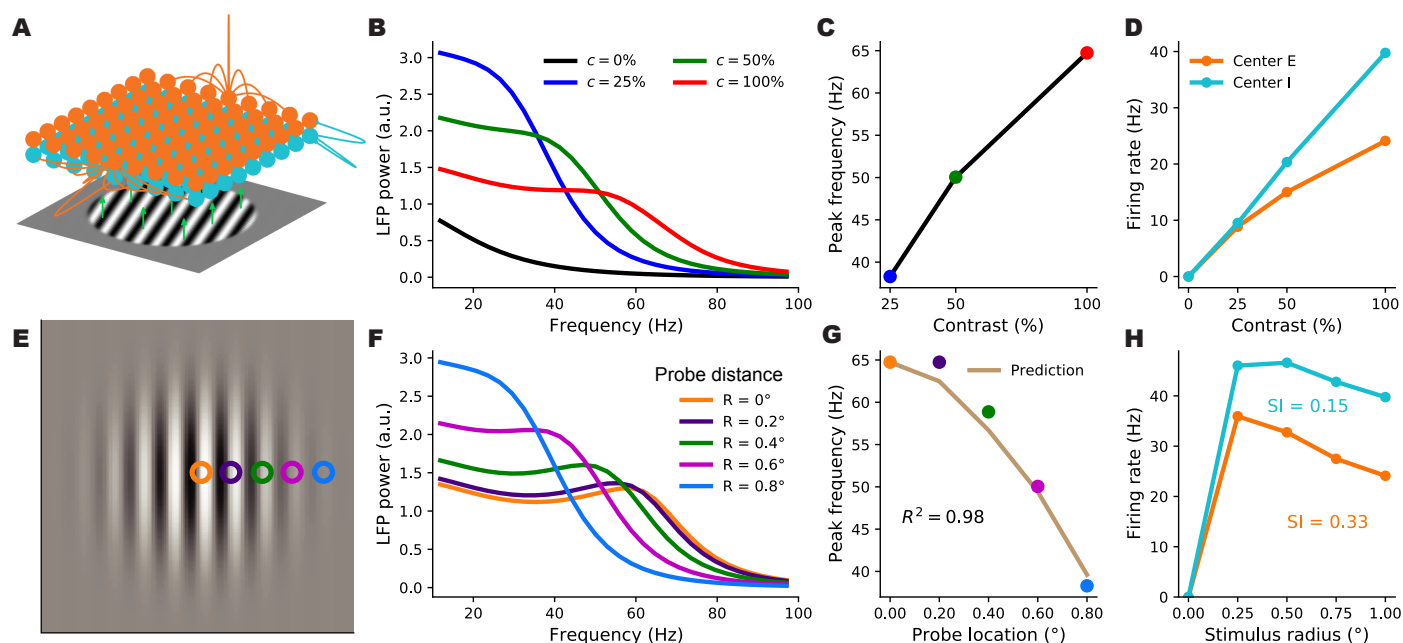 A
B
LFP power (a.u.)
3.0
2.5
2.0
1.5
1.0
0.5
0.0
20
40
60
80
100
Frequency (Hz)
c = 0%
c = 25%
c = 50%
c = 100%
C
Peak frequency (Hz)
65
60
55
50
45
40
25
50
100
Contrast (%)
D
Firing rate (Hz)
40
30
20
10
0
0
25
50
100
Contrast (%)
Center E
Center I
E
F
LFP power (a.u.)
3.0
2.5
2.0
1.5
1.0
0.5
0.0
20
40
60
80
100
Frequency (Hz)
Probe distance
R = 0°
R = 0.2°
R = 0.4°
R = 0.6°
R = 0.8°
G
Peak frequency (Hz)
65
60
55
50
45
40
0.00
0.20
0.40
0.60
0.80
Probe location (°)
Prediction
R² = 0.98
H
Firing rate (Hz)
40
20
0
0.00
0.25
0.50
0.75
1.00
Stimulus radius (°)
SI = 0.15
SI = 0.33